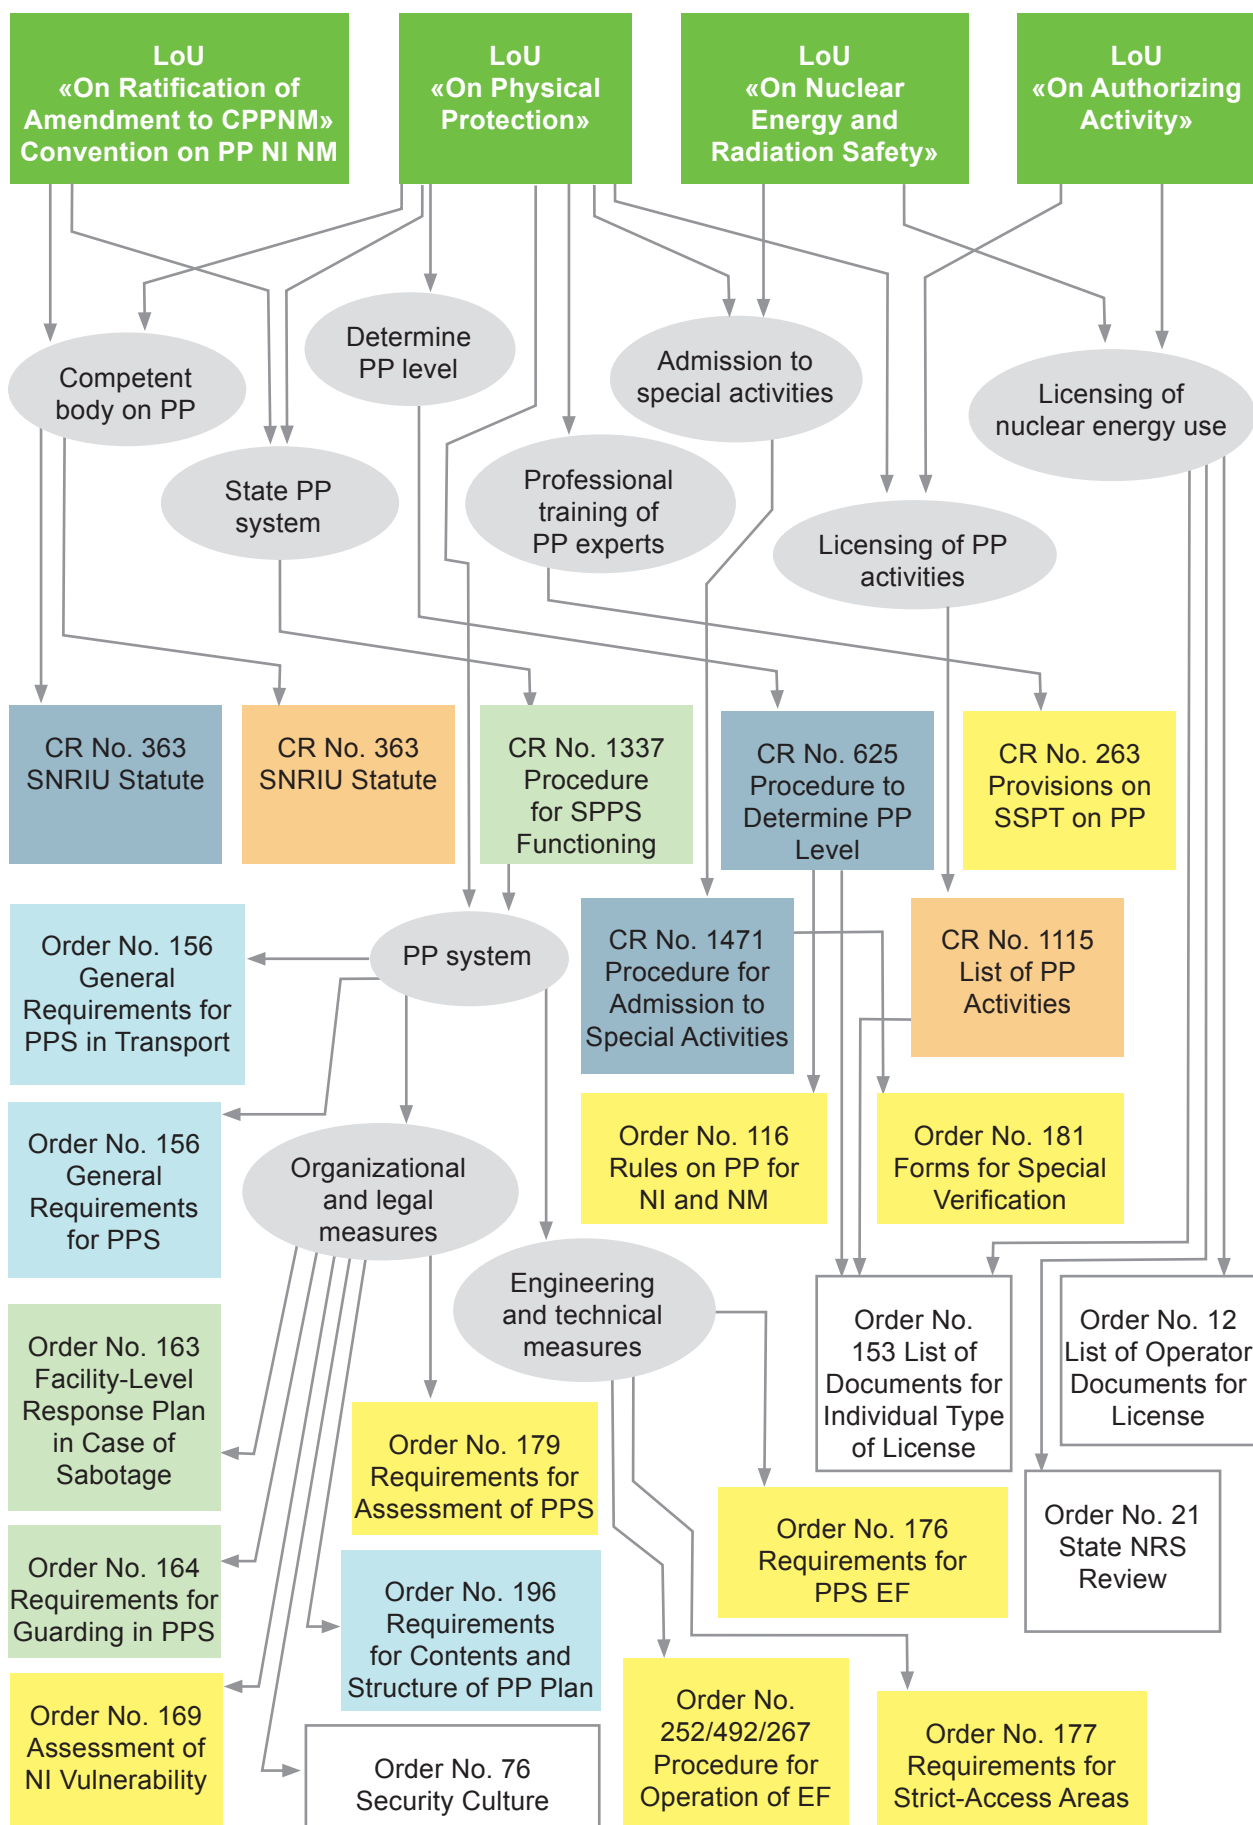 LoU
«On Ratification of
Amendment to CPPNM»
Convention on PP NI NM
LoU
«On Physical
Protection»
LoU
«On Nuclear
Energy and
Radiation Safety»
LoU
«On Authorizing
Activity»
Determine
PP level
Competent
body on PP
Admission to
special activities
Licensing of
nuclear energy use
State PP
system
Professional
training of
PP experts
Licensing of PP
activities
CR No. 363
SNRIU Statute
CR No. 363
SNRIU Statute
CR No. 1337
Procedure
for SPPS
Functioning
CR No. 625
Procedure to
Determine PP
Level
CR No. 263
Provisions on
SSPT on PP
Order No. 156
General
Requirements for
PPS in Transport
PP system
CR No. 1471
Procedure for
Admission to
Special Activities
CR No. 1115
List of PP
Activities
Order No. 156
General
Requirements
for PPS
Organizational
and legal
measures
Order No. 116
Rules on PP for
NI and NM
Order No. 181
Forms for Special
Verification
Engineering
and technical
measures
Order No. 163
Facility-Level
Response Plan
in Case of
Sabotage
Order No.
153 List of
Documents for
Individual Type
of License
Order No. 12
List of Operator
Documents for
License
Order No. 179
Requirements for
Assessment of PPS
Order No. 176
Requirements for
PPS EF
Order No. 21
State NRS
Review
Order No. 164
Requirements for
Guarding in PPS
Order No. 196
Requirements
for Contents and
Structure of PP Plan
Order No. 169
Assessment of
NI Vulnerability
Order No. 76
Security Culture
Order No.
252/492/267
Procedure for
Operation of EF
Order No. 177
Requirements for
Strict-Access Areas